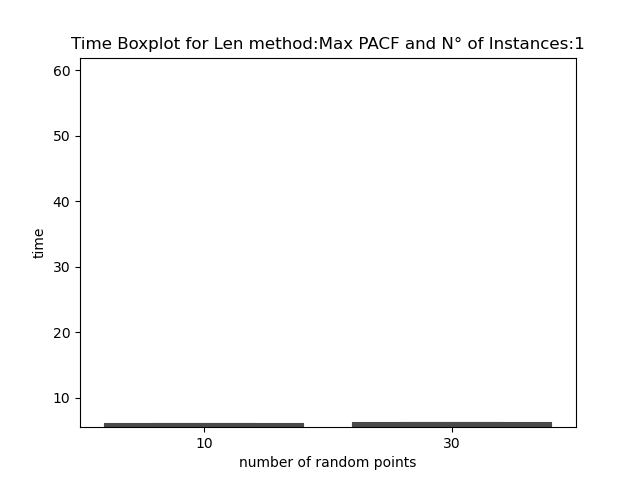 Time Boxplot for Len method:Max PACF and N° of Instances:1
60
50
40
30
20
10
time
10 30
number of random points